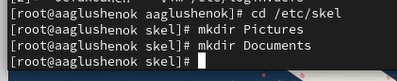 [root@aaglushenok aaglushenok]# cd /etc/skel
[root@aaglushenok skel]# mkdir Pictures
[root@aaglushenok skel]# mkdir Documents
[root@aaglushenok skel]#